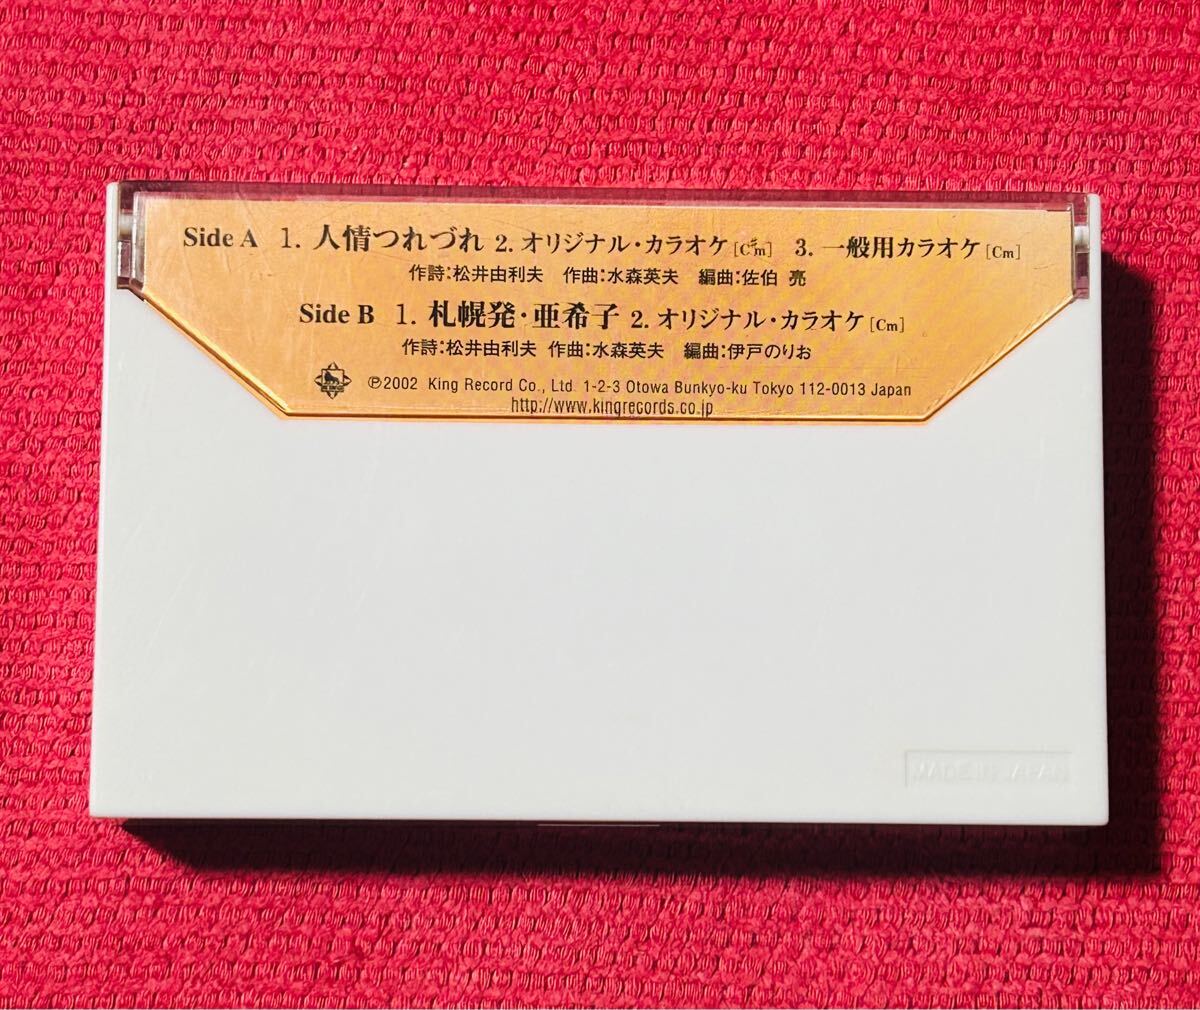 Side A 1. 人情つれづれ 2. オリジナル・カラオケ [C♯m] 3. 一般用カラオケ [Cm]
作詩：松井由利夫 作曲：水森英夫 編曲：佐伯 亮
Side B 1. 札幌発・亜希子 2. オリジナル・カラオケ [Cm]
作詩：松井由利夫 作曲：水森英夫 編曲：伊戸のりお
℗2002 King Record Co., Ltd. 1-2-3 Otowa Bunkyo-ku Tokyo 112-0013 Japan
http://www.kingrecords.co.jp
MADE IN JAPAN